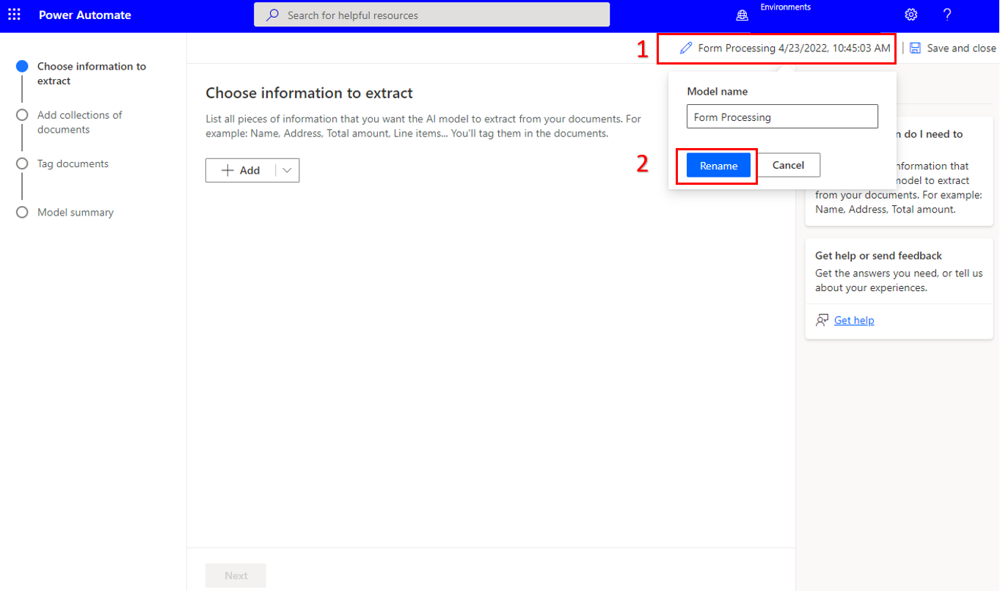 Power Automate
Search for helpful resources
Environments
?
1
Form Processing 4/23/2022, 10:45:03 AM
Save and close
Choose information to
extract
Add collections of
documents
Tag documents
Model summary
Choose information to extract
List all pieces of information that you want the AI model to extract from your documents. For
example: Name, Address, Total amount, Line items... You'll tag them in the documents.
Add
Model name
Form Processing
2
Rename
Cancel
do I need to
information that
model to extract
from your documents. For example:
Name, Address, Total amount.
Get help or send feedback
Get the answers you need, or tell us
about your experiences.
Get help
Next